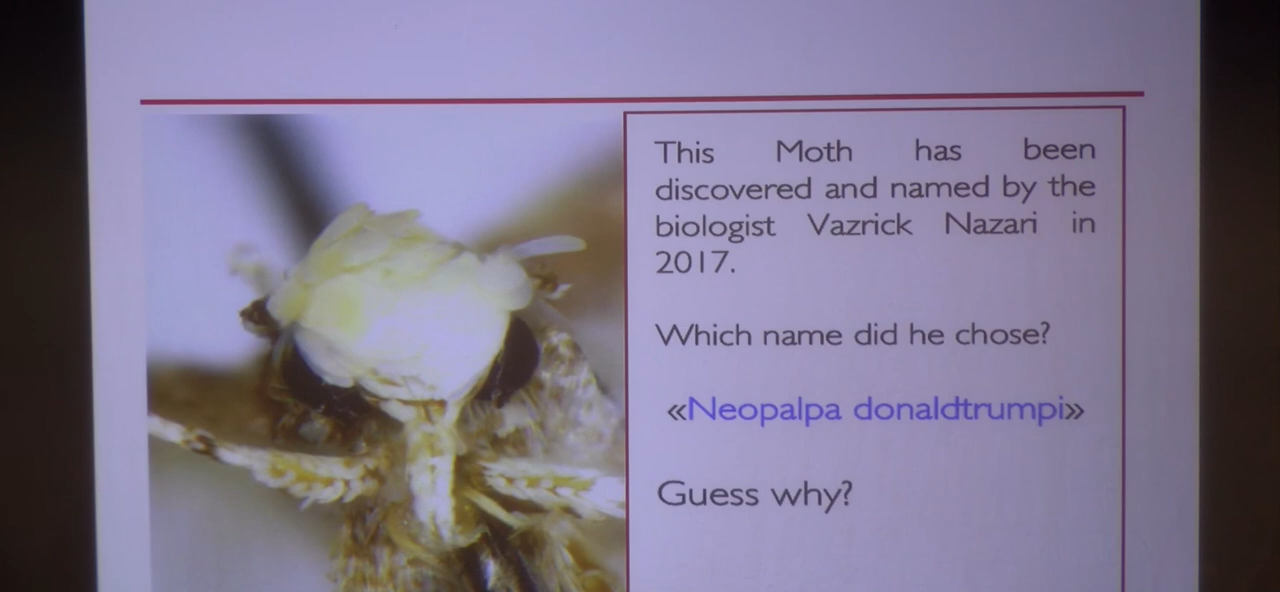 This Moth has been
discovered and named by the
biologist Vazrick Nazari in
2017.
Which name did he chose?
«Neopalpa donaldtrumpi»
Guess why?